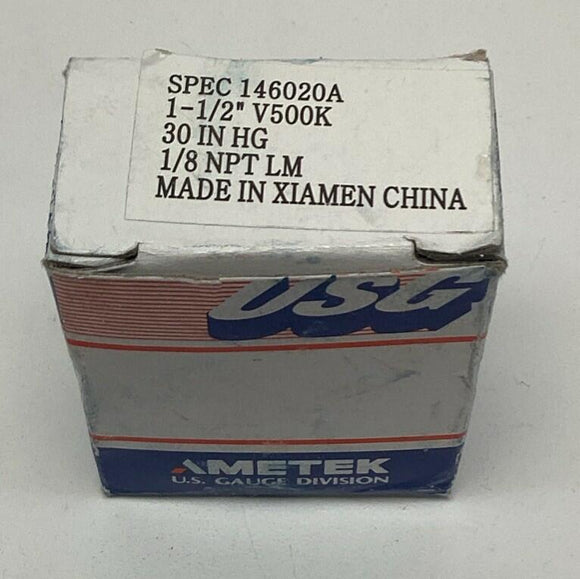 SPEC 146020A
1-1/2" V500K
30 IN HG
1/8 NPT LM
MADE IN XIAMEN CHINA
USG
AMETEK
U.S. GAUGE DIVISION